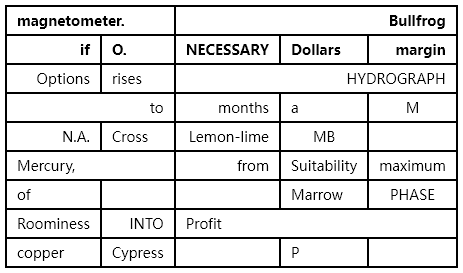 magnetometer. Bullfrog
if O. NECESSARY Dollars margin
Options rises HYDROGRAPH
to months a M
N.A. Cross Lemon-lime MB
Mercury, from Suitability maximum
of Marrow PHASE
Roominess INTO Profit
copper Cypress P